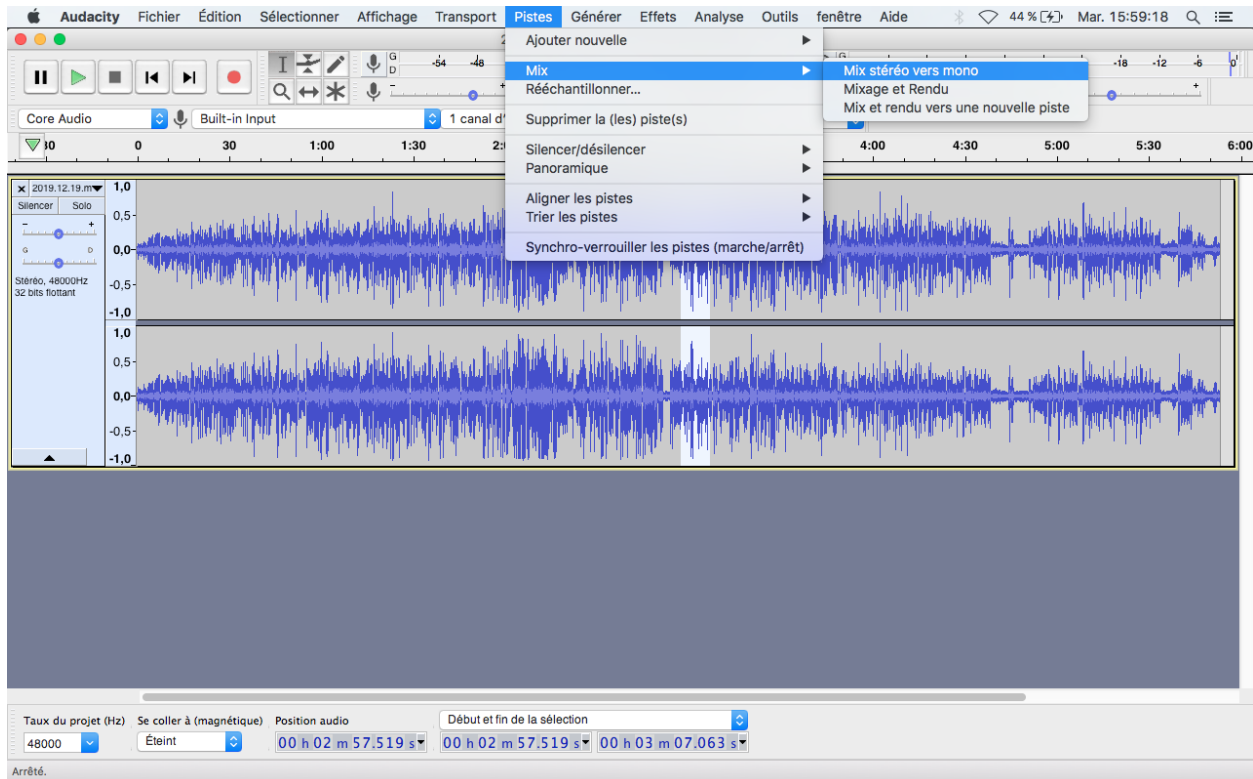 Audacity Fichier Édition Sélectionner Affichage Transport Pistes Générer Effets Analyse Outils fenêtre Aide 44 % Mar. 15:59:18
Ajouter nouvelle
Mix
Rééchantillonner...
Supprimer la (les) piste(s)
Silencer/désilencer
Panoramique
Aligner les pistes
Trier les pistes
Synchro-verrouiller les pistes (marche/arrêt)
Mix stéréo vers mono
Mixage et Rendu
Mix et rendu vers une nouvelle piste
G
D
-54 -48
-18 -12 -6 0
Core Audio Built-in Input 1 canal
30 0 30 1:00 1:30 4:00 4:30 5:00 5:30 6:00
x 2019.12.19.m
Silencer Solo
- +
G D
Stéréo, 48000Hz
32 bits flottant
1,0
0,5-
0,0-
-0,5-
-1,0
1,0
0,5-
0,0-
-0,5-
-1,0
Taux du projet (Hz) Se coller à (magnétique) Position audio Début et fin de la sélection
48000 Éteint 00 h 02 m 57.519 s 00 h 02 m 57.519 s 00 h 03 m 07.063 s
Arrêté.